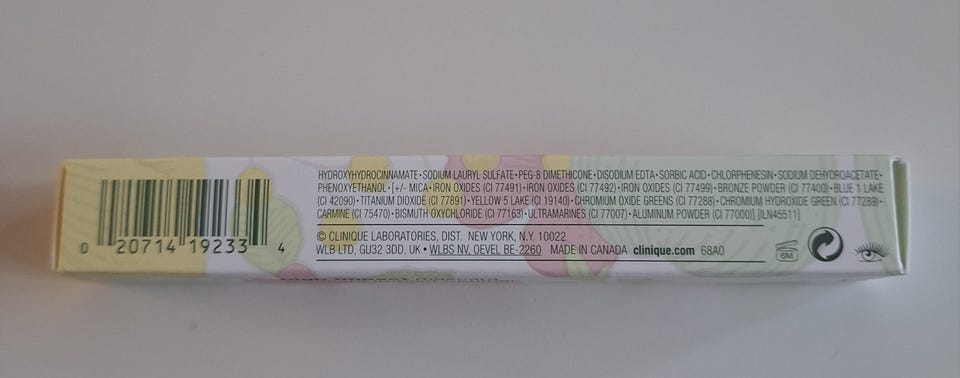 HYDROXYHYDROCINNAMATE • SODIUM LAURYL SULFATE • PEG-8 DIMETHICONE • DISODIUM EDTA • SORBIC ACID • CHLORPHENESIN • SODIUM DEHYDROACETATE •
PHENOXYETHANOL • [+/- MICA • IRON OXIDES (CI 77491) • IRON OXIDES (CI 77492) • IRON OXIDES (CI 77499) • BRONZE POWDER (CI 77400) • BLUE 1 LAKE
(CI 42090) • TITANIUM DIOXIDE (CI 77891) • YELLOW 5 LAKE (CI 19140) • CHROMIUM OXIDE GREENS (CI 77288) • CHROMIUM HYDROXIDE GREEN (CI 77289) •
CARMINE (CI 75470) • BISMUTH OXYCHLORIDE (CI 77163) • ULTRAMARINES (CI 77007) • ALUMINUM POWDER (CI 77000)] [ILN45511]
© CLINIQUE LABORATORIES, DIST. NEW YORK, N.Y. 10022
WLB LTD, GU32 3DD, UK • WLBS NV, OEVEL BE-2260 MADE IN CANADA clinique.com 68A0
6M
0 20714 19233 4